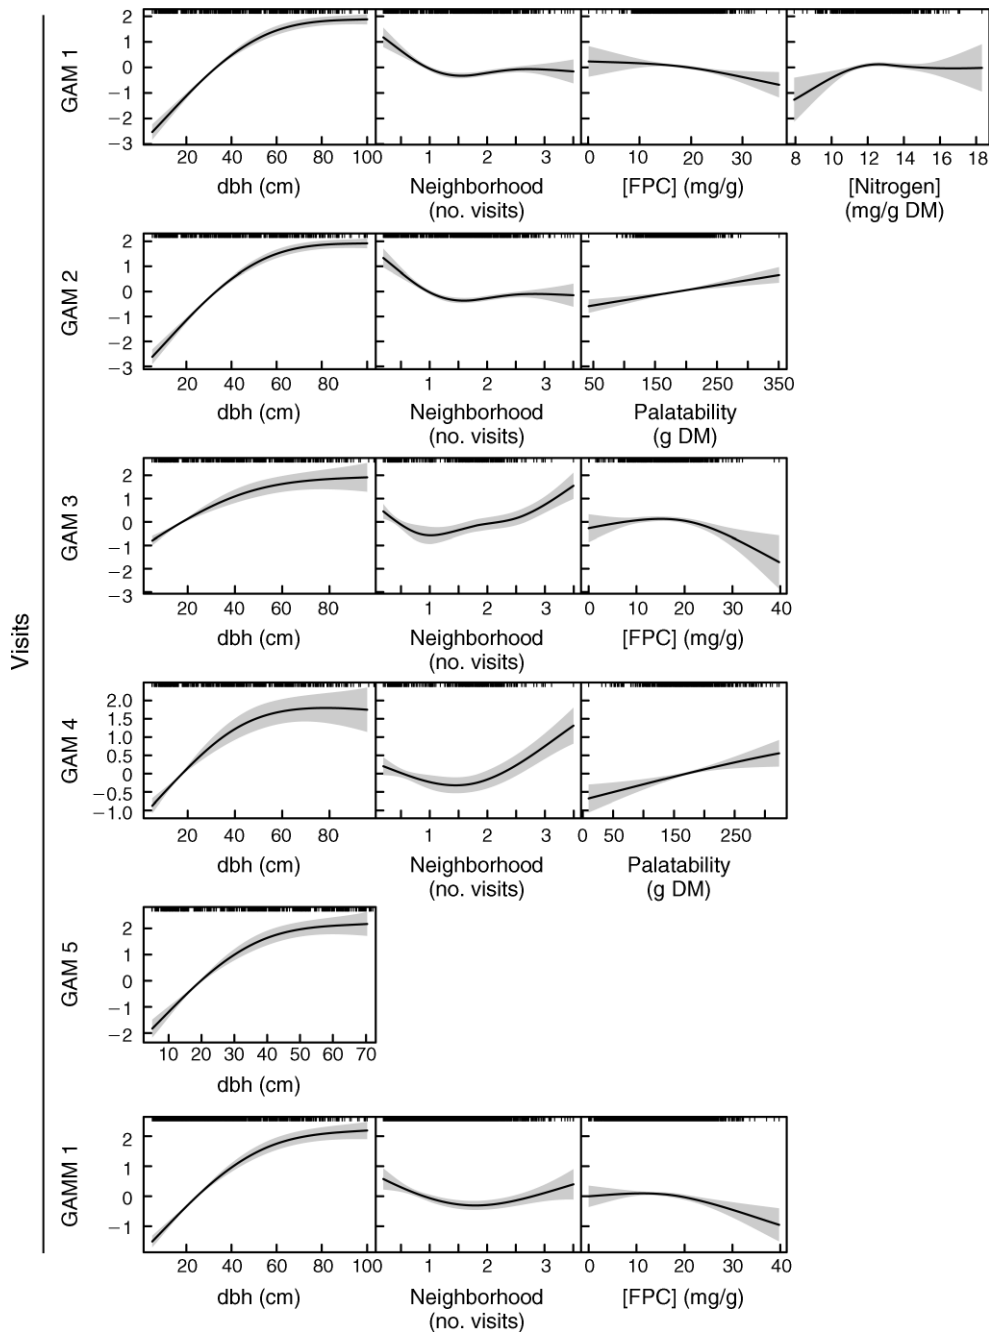 Visits
GAM 1
2
1
0
−1
−2
−3
20 40 60 80 100
1 2 3
0 10 20 30
8 10 12 14 16 18
dbh (cm)
Neighborhood
(no. visits)
[FPC] (mg/g)
[Nitrogen]
(mg/g DM)
GAM 2
2
1
0
−1
−2
−3
20 40 60 80
1 2 3
50 150 250 350
dbh (cm)
Neighborhood
(no. visits)
Palatability
(g DM)
GAM 3
2
1
0
−1
−2
−3
20 40 60 80
1 2 3
0 10 20 30 40
dbh (cm)
Neighborhood
(no. visits)
[FPC] (mg/g)
GAM 4
2.0
1.5
1.0
0.5
0
−0.5
−1.0
20 40 60 80
1 2 3
0 50 150 250
dbh (cm)
Neighborhood
(no. visits)
Palatability
(g DM)
GAM 5
2
1
0
−1
−2
10 20 30 40 50 60 70
dbh (cm)
GAMM 1
2
1
0
−1
20 40 60 80 100
1 2 3
0 10 20 30 40
dbh (cm)
Neighborhood
(no. visits)
[FPC] (mg/g)